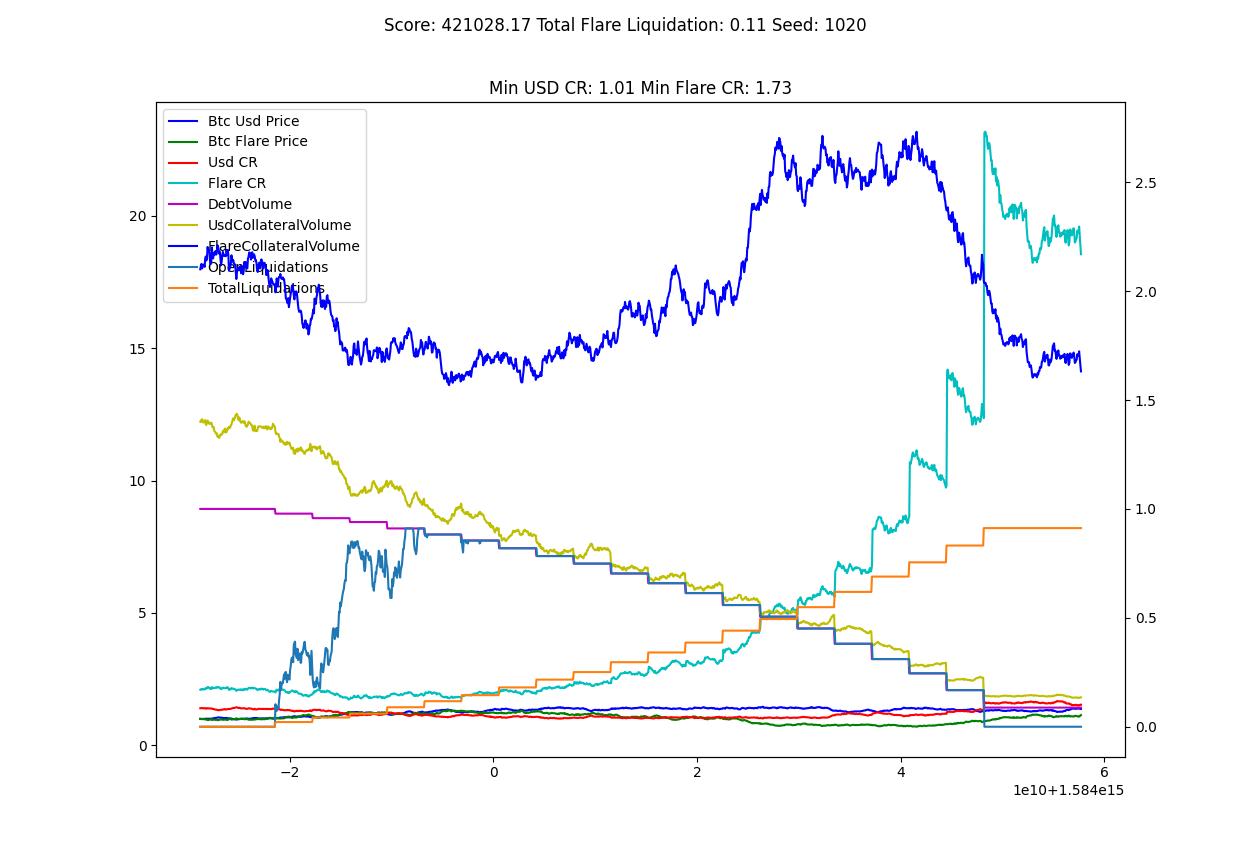 Score: 421028.17 Total Flare Liquidation: 0.11 Seed: 1020
Min USD CR: 1.01 Min Flare CR: 1.73
Btc Usd Price
Btc Flare Price
Usd CR
Flare CR
DebtVolume
UsdCollateralVolume
FlareCollateralVolume
OpenLiquidations
TotalLiquidations
20
15
10
5
0
2.5
2.0
1.5
1.0
0.5
0.0
−2
0
2
4
6
1e10+1.584e15